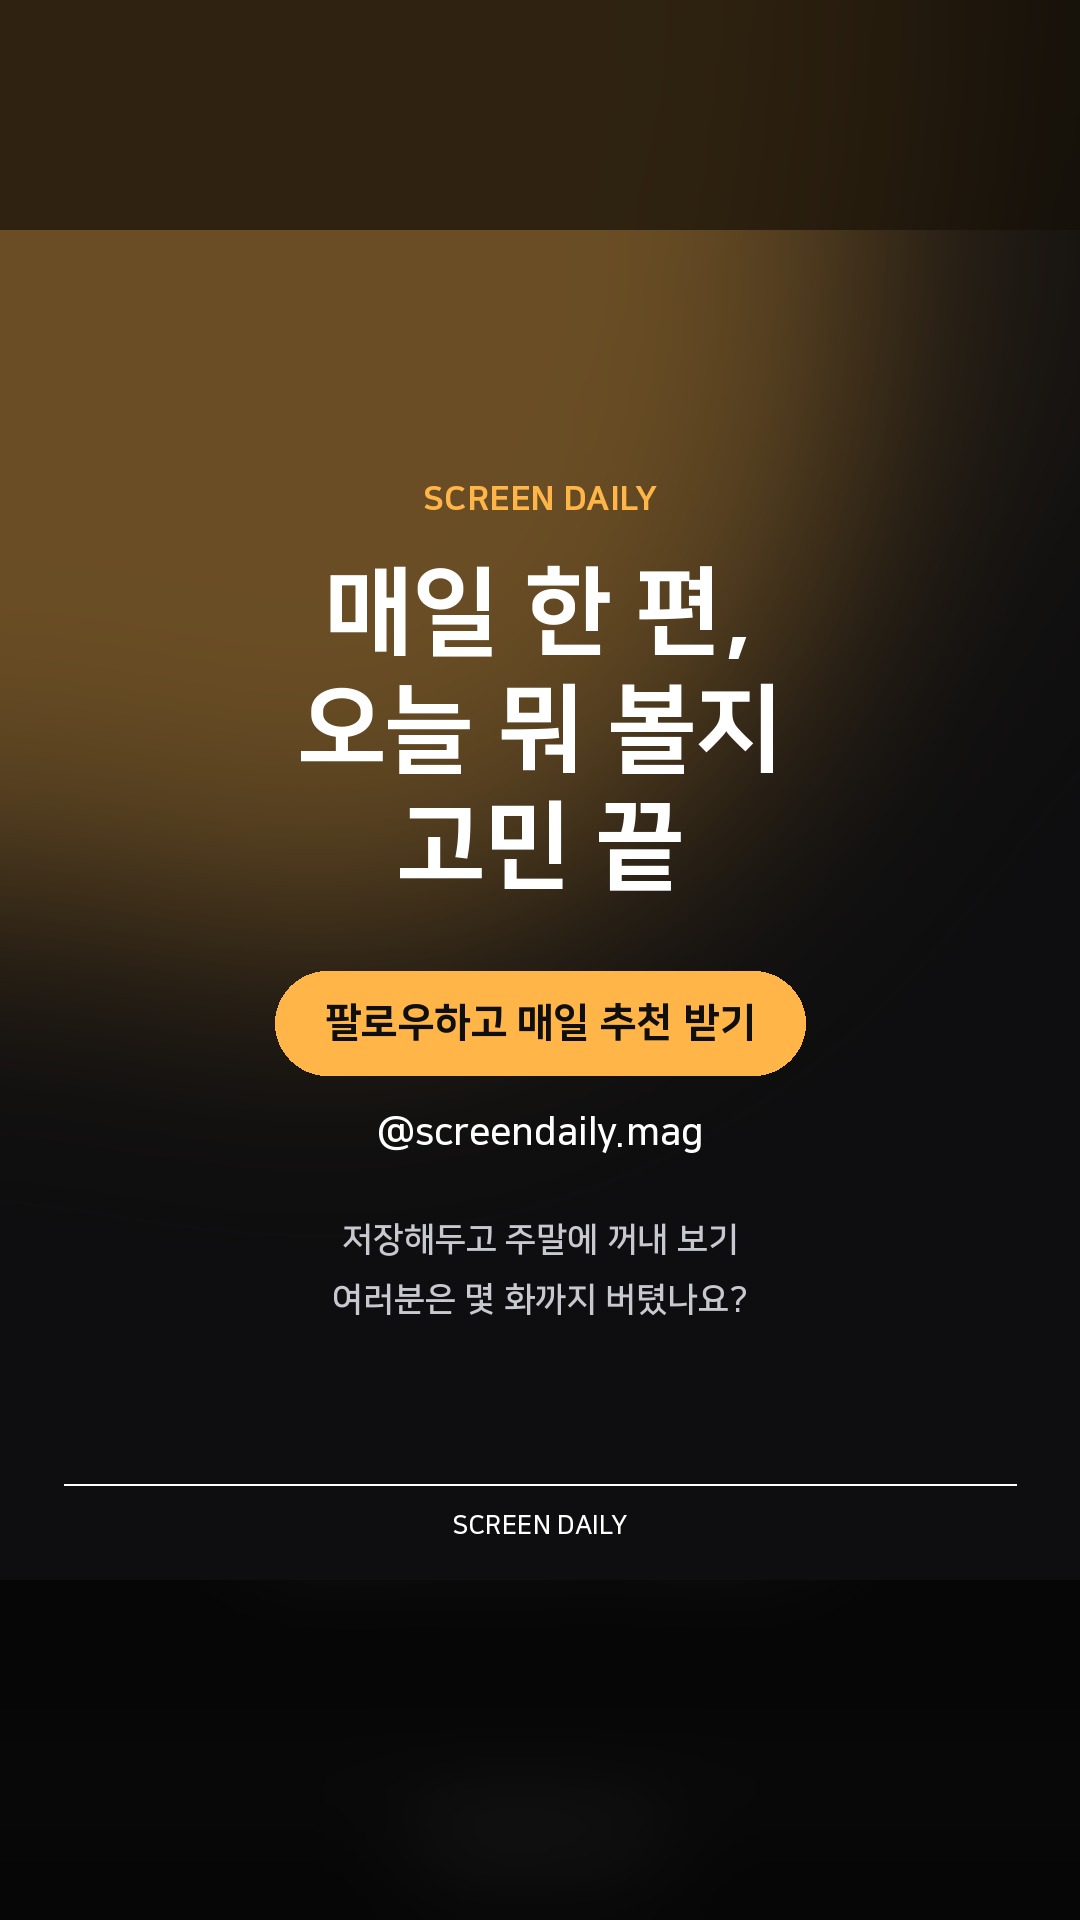 SCREEN DAILY
매일 한 편,
오늘 뭐 볼지
고민 끝
팔로우하고 매일 추천 받기
@screendaily.mag
저장해두고 주말에 꺼내 보기
여러분은 몇 화까지 버텼나요?
SCREEN DAILY